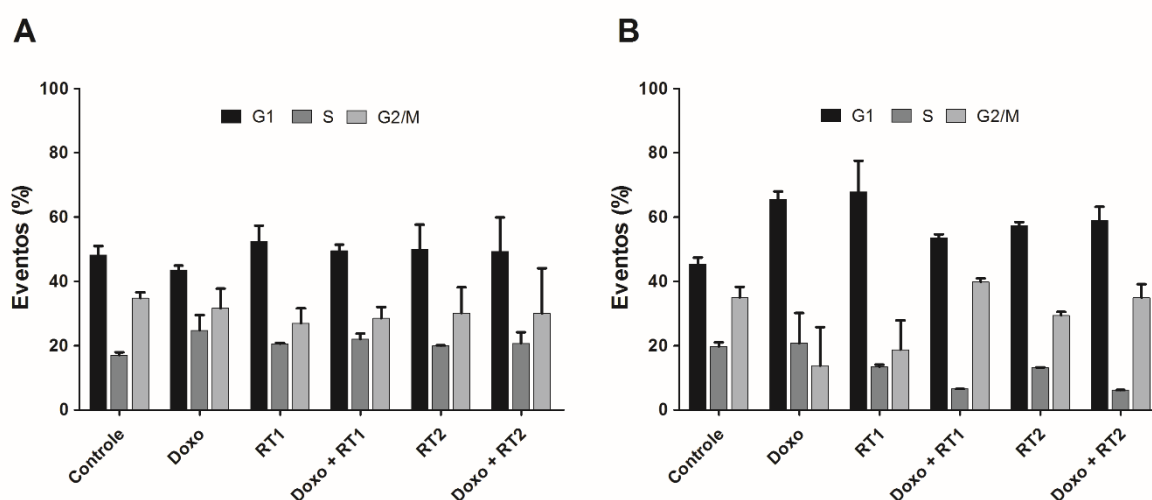 A
Eventos (%)
100
80
60
40
20
0
G1 S G2/M
Controle
Doxo
RT1
Doxo + RT1
RT2
Doxo + RT2
B
Eventos (%)
100
80
60
40
20
0
G1 S G2/M
Controle
Doxo
RT1
Doxo + RT1
RT2
Doxo + RT2